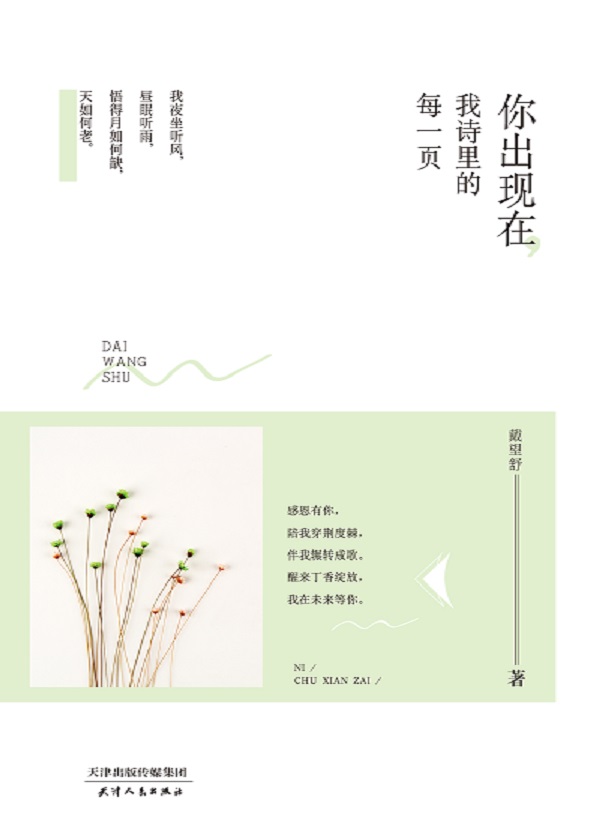 你出现在,
我诗里的
每一页
我夜坐听风,
昼眠听雨,
悟得月如何缺,
天如何老。
DAI
WANG
SHU
戴望舒 著
感恩有你,
陪我穿荆度棘,
伴我辗转成歌。
醒来丁香绽放,
我在未来等你。
NI /
CHU XIAN ZAI /
天津出版传媒集团
天津人民出版社